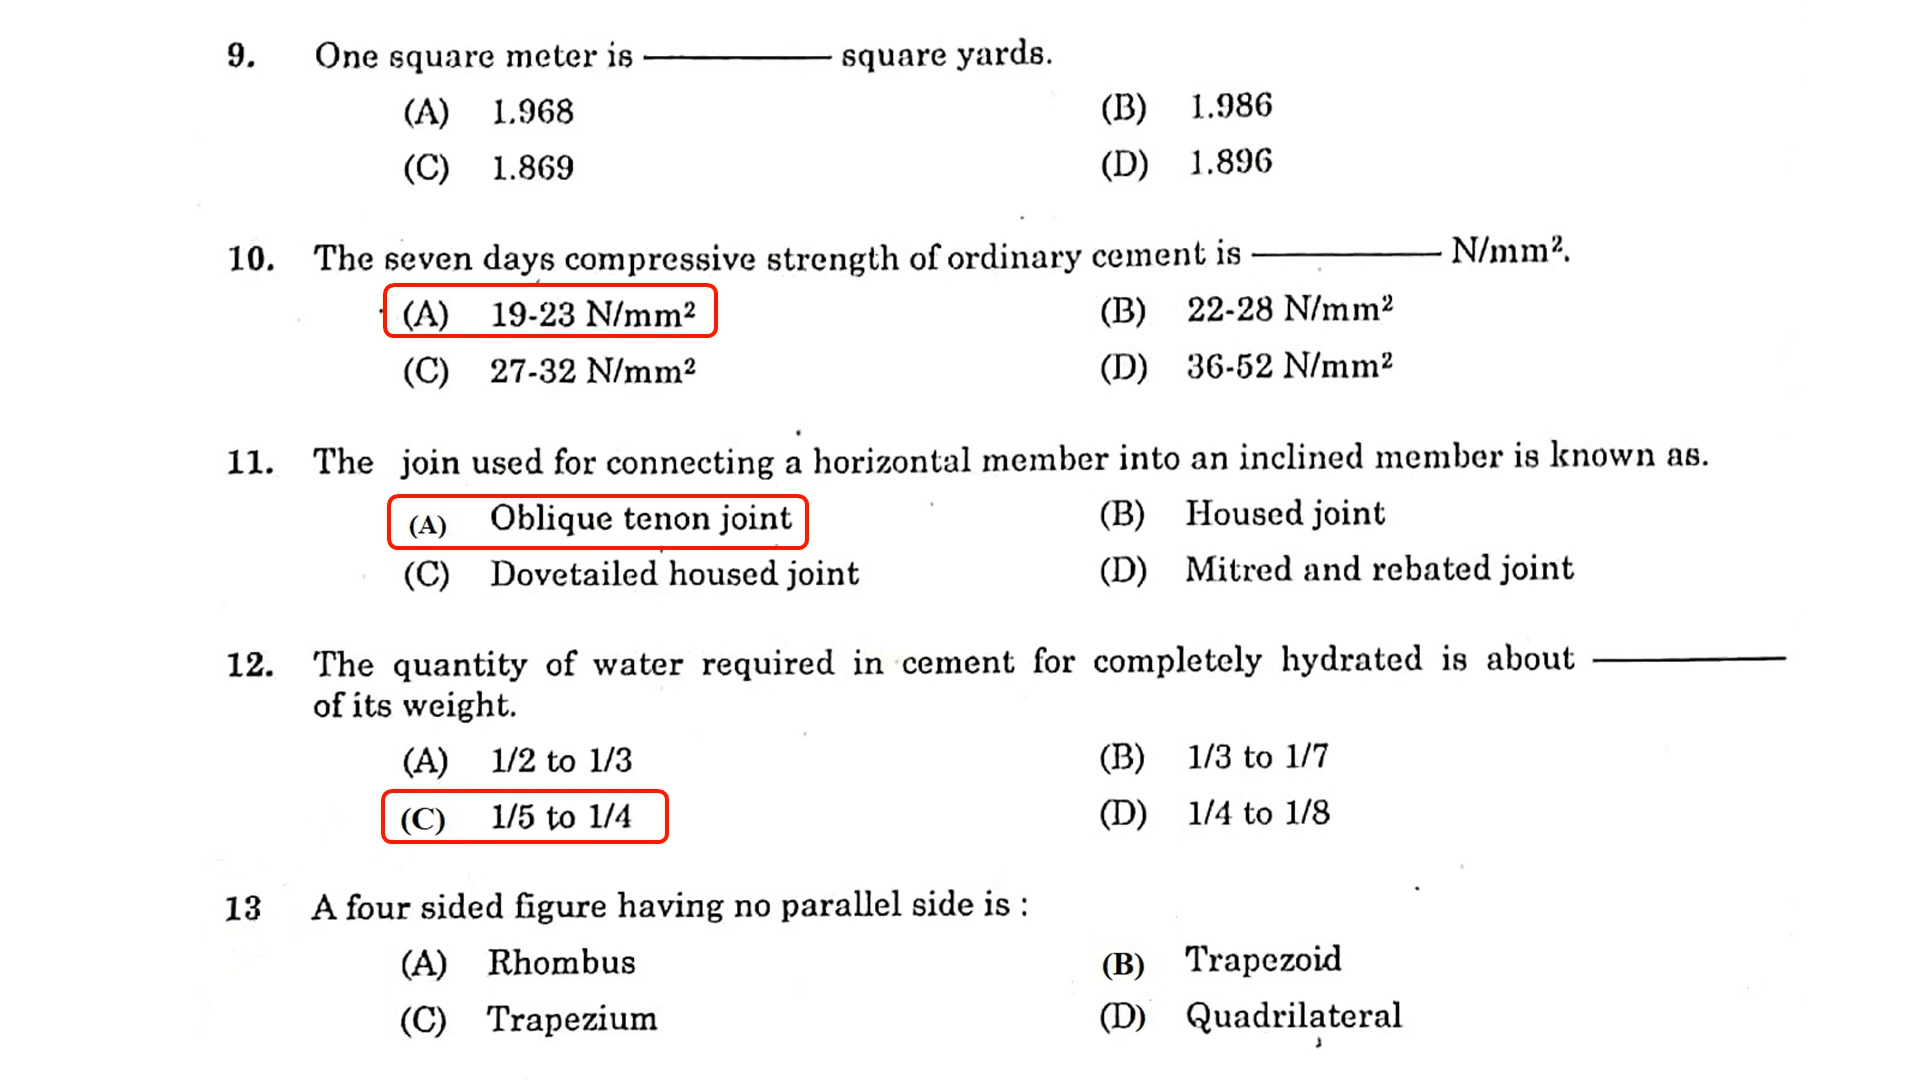 9. One square meter is ———— square yards.
(A) 1.968 (B) 1.986
(C) 1.869 (D) 1.896
10. The seven days compressive strength of ordinary cement is ———— N/mm².
(A) 19-23 N/mm² (B) 22-28 N/mm²
(C) 27-32 N/mm² (D) 36-52 N/mm²
11. The join used for connecting a horizontal member into an inclined member is known as.
(A) Oblique tenon joint (B) Housed joint
(C) Dovetailed housed joint (D) Mitred and rebated joint
12. The quantity of water required in cement for completely hydrated is about ————
of its weight.
(A) 1/2 to 1/3 (B) 1/3 to 1/7
(C) 1/5 to 1/4 (D) 1/4 to 1/8
13 A four sided figure having no parallel side is :
(A) Rhombus (B) Trapezoid
(C) Trapezium (D) Quadrilateral